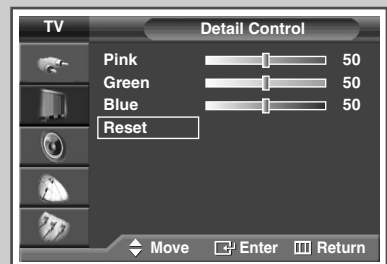 TV
Detail Control
Pink 50
Green 50
Blue 50
Reset
Move Enter Return